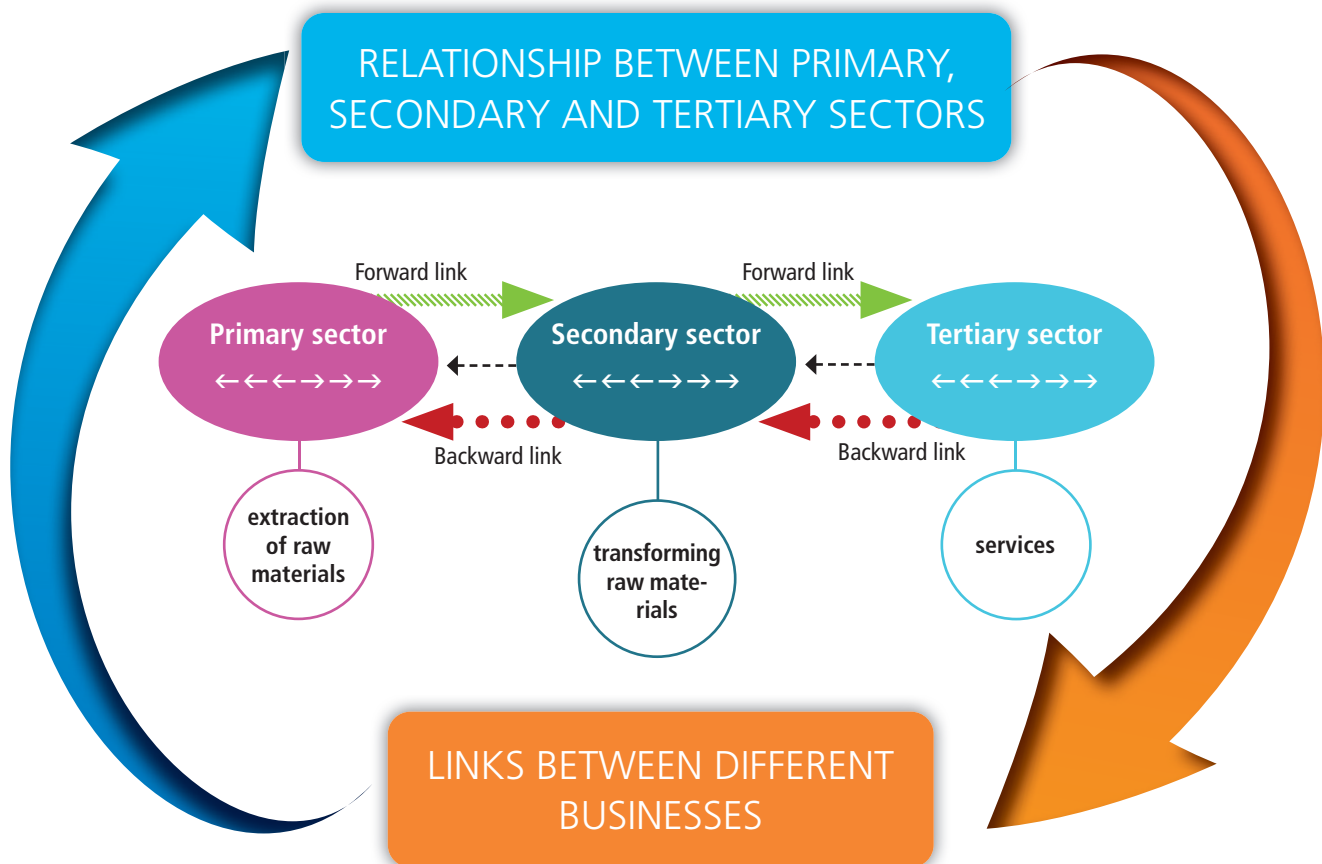 RELATIONSHIP BETWEEN PRIMARY,
SECONDARY AND TERTIARY SECTORS
Forward link
Forward link
Primary sector
Secondary sector
Tertiary sector
←←←→→→
←←←→→→
←←←→→→
Backward link
Backward link
extraction
of raw
materials
transforming
raw mate-
rials
services
LINKS BETWEEN DIFFERENT
BUSINESSES